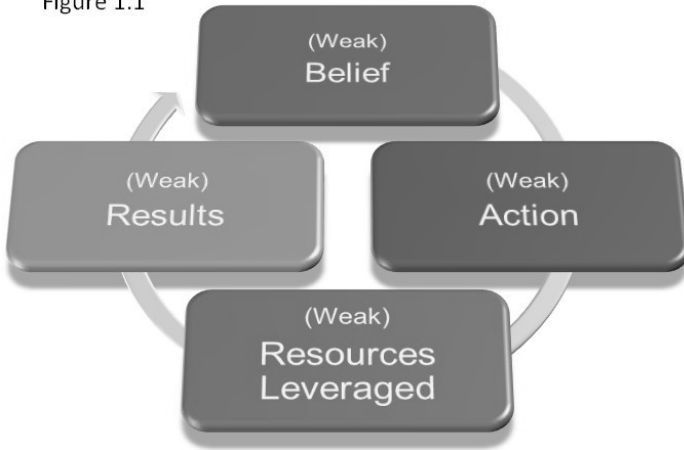 Figure 1.1
(Weak)
Belief
(Weak)
Results
(Weak)
Action
(Weak)
Resources
Leveraged